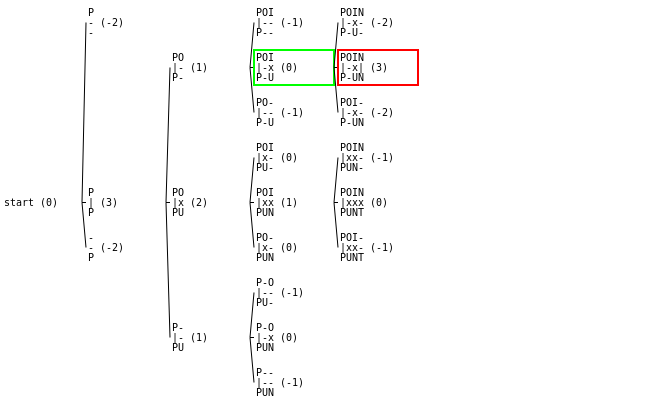 start (0)
P
- (-2)
-
P
| (3)
P
-
- (-2)
P
PO
|- (1)
P-
PO
|x (2)
PU
P-
|- (1)
PU
POI
|-- (-1)
P--
POI
|-x (0)
P-U
PO-
|-- (-1)
P-U
POI
|x- (0)
PU-
POI
|xx (1)
PUN
PO-
|x- (0)
PUN
P-O
|-- (-1)
PU-
P-O
|-x (0)
PUN
P--
|-- (-1)
PUN
POIN
|-x- (-2)
P-U-
POIN
|-x| (3)
P-UN
POI-
|-x- (-2)
P-UN
POIN
|xx- (-1)
PUN-
POIN
|xxx (0)
PUNT
POI-
|xx- (-1)
PUNT